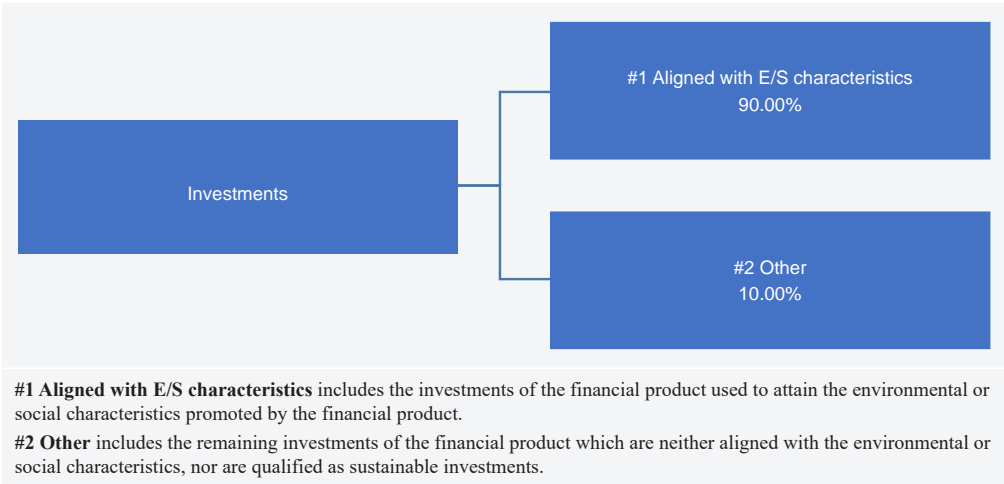 #1 Aligned with E/S characteristics
90.00%
Investments
#2 Other
10.00%
#1 Aligned with E/S characteristics includes the investments of the financial product used to attain the environmental or
social characteristics promoted by the financial product.
#2 Other includes the remaining investments of the financial product which are neither aligned with the environmental or
social characteristics, nor are qualified as sustainable investments.